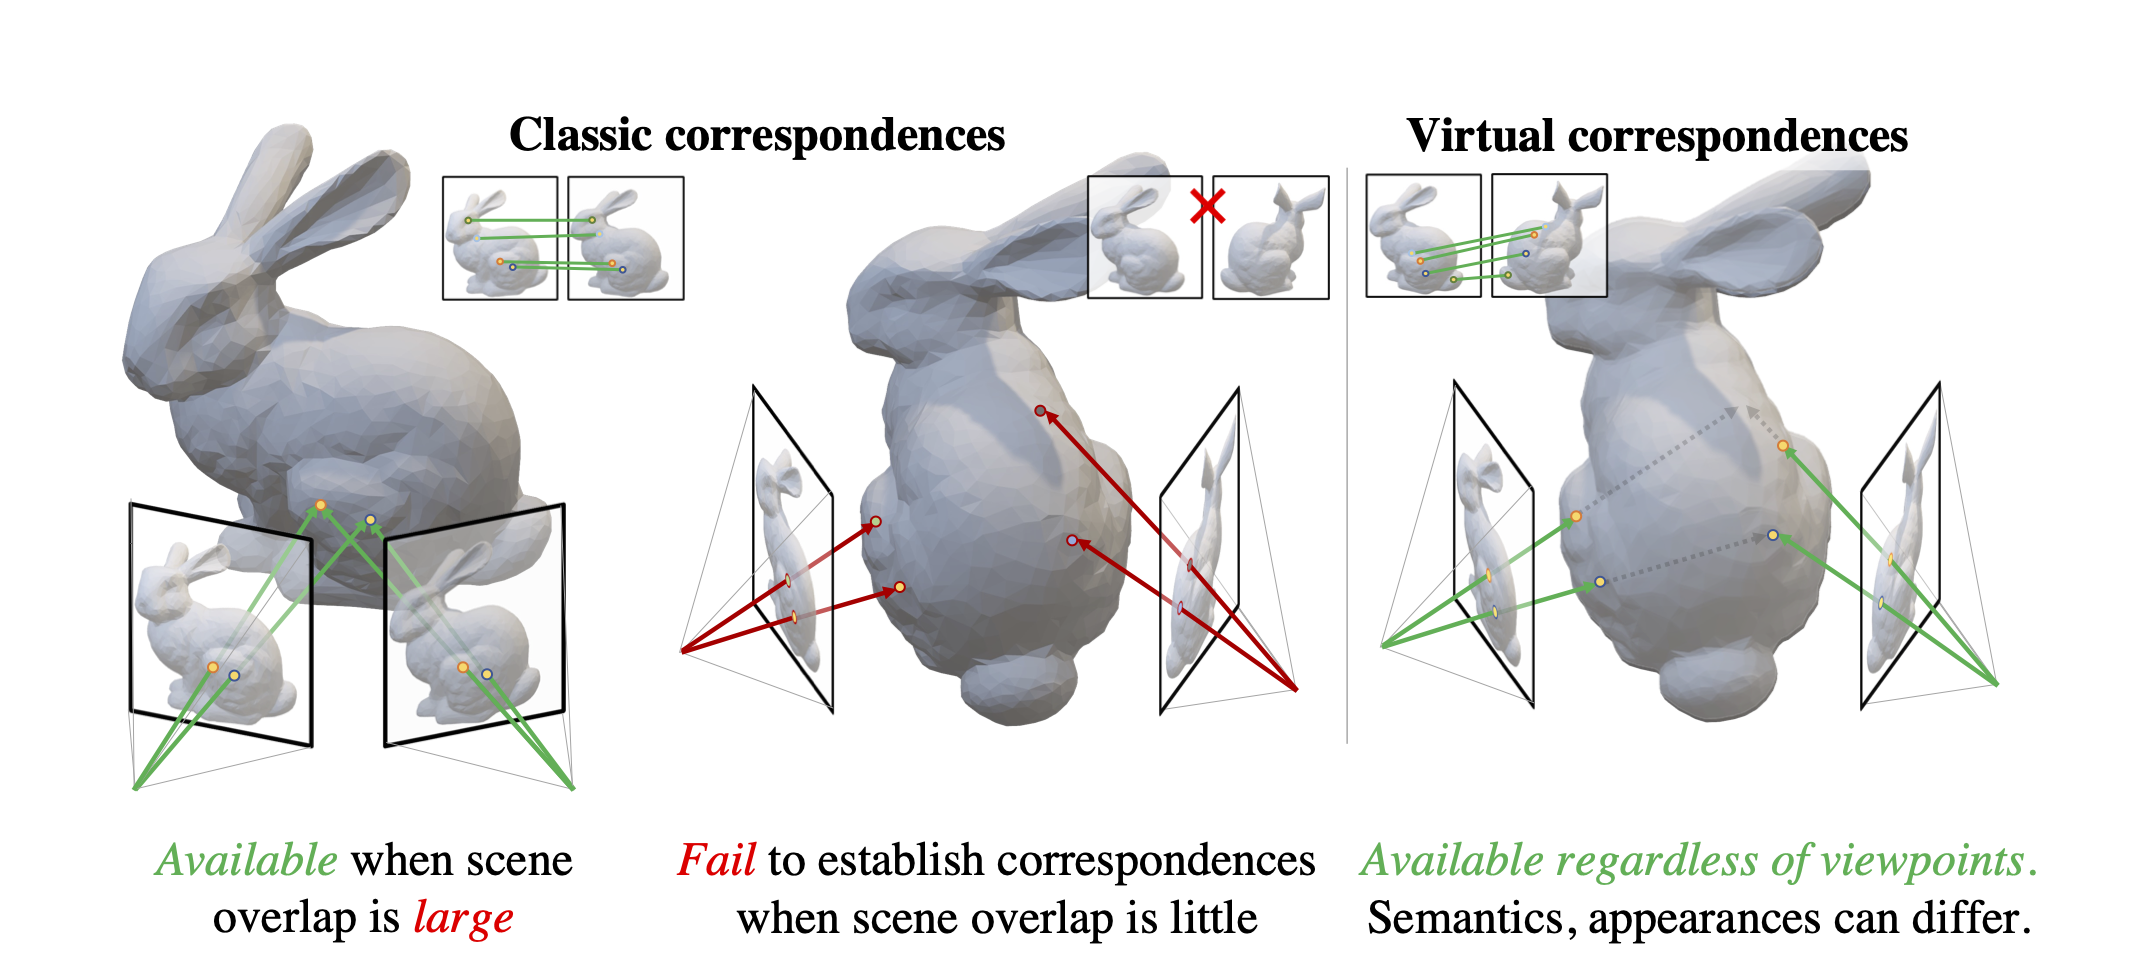 Classic correspondences
Virtual correspondences
Available when scene
overlap is large
Fail to establish correspondences
when scene overlap is little
Available regardless of viewpoints.
Semantics, appearances can differ.